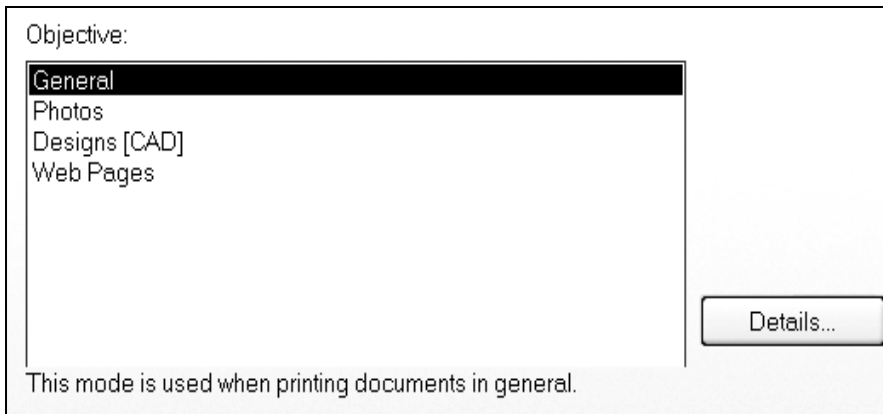 Objective:
General
Photos
Designs [CAD]
Web Pages
Details...
This mode is used when printing documents in general.